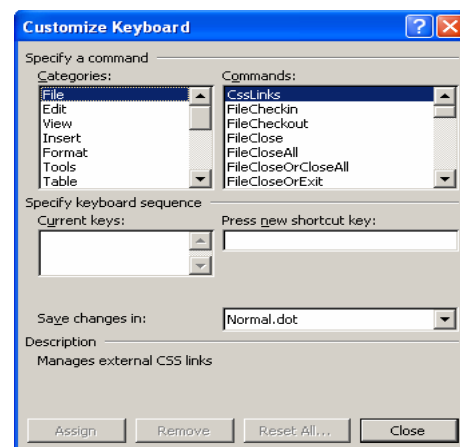 Customize Keyboard
Specify a command
Categories:
Commands:
File
Edit
View
Insert
Format
Tools
Table
CssLinks
FileCheckin
FileCheckout
FileClose
FileCloseAll
FileCloseOrCloseAll
FileCloseOrExit
Specify keyboard sequence
Current keys:
Press new shortcut key:
Save changes in:
Normal.dot
Description
Manages external CSS links
Assign
Remove
Reset All...
Close